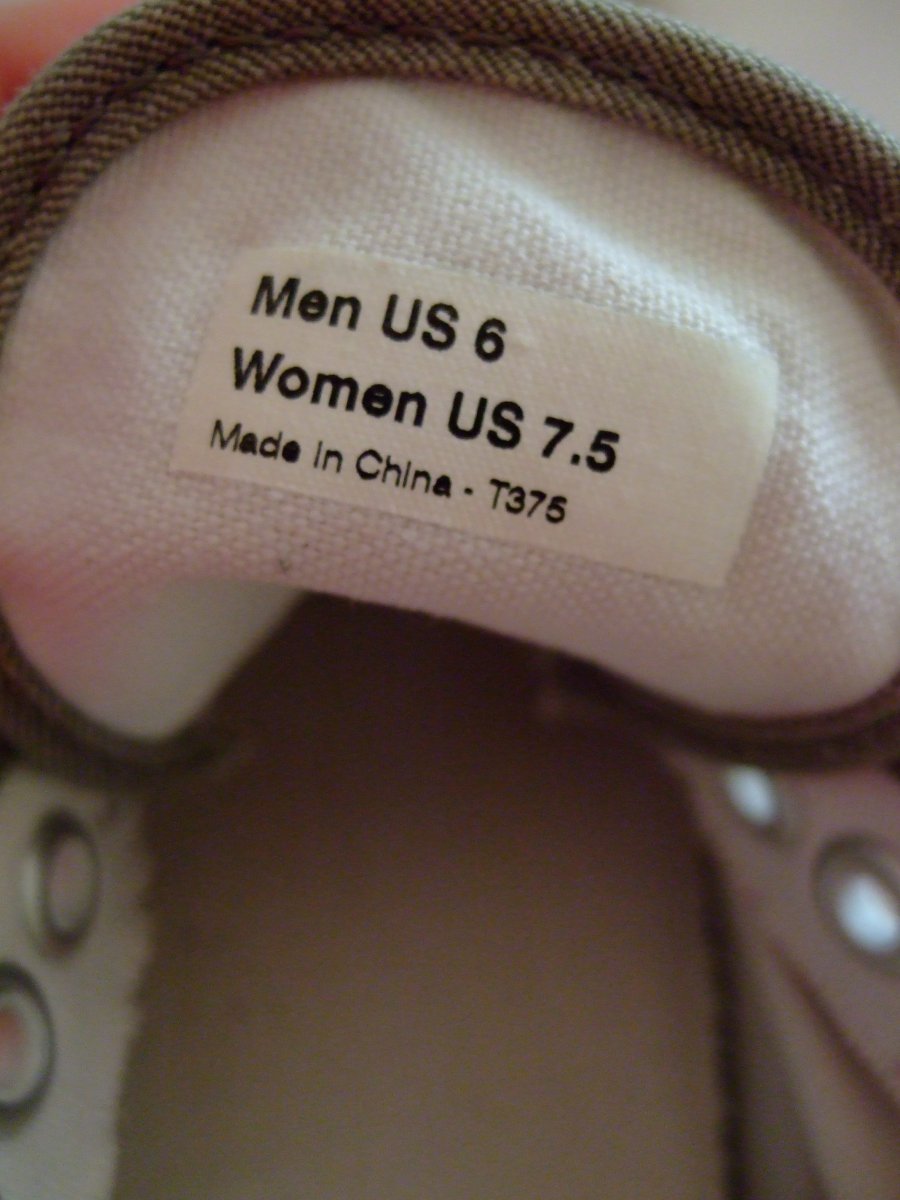 Men US 6
Women US 7.5
Made in China - T375